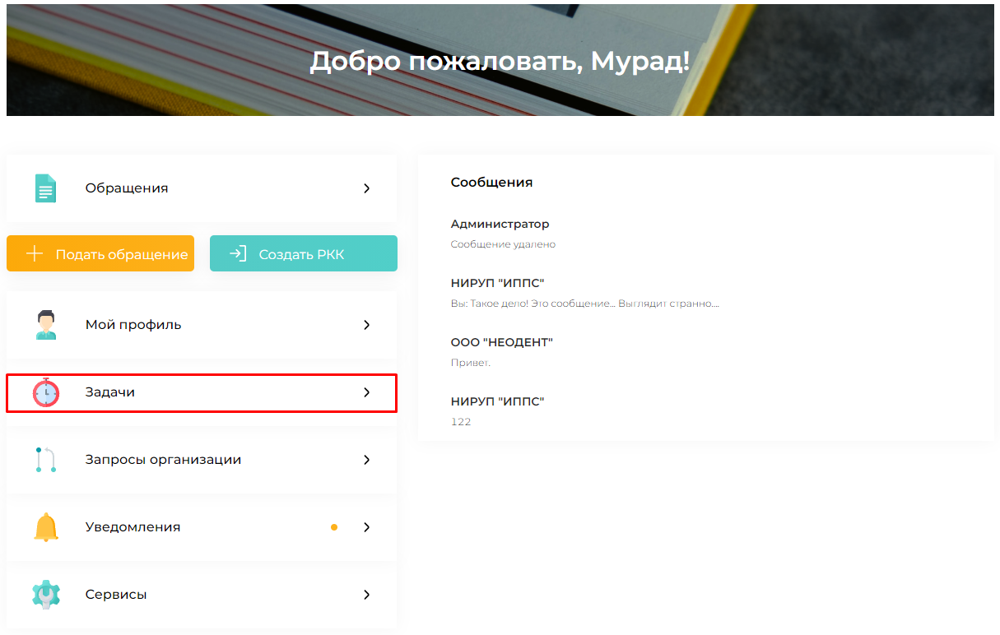 Добро пожаловать, Мурад!
Обращения
Подать обращение
Создать РКК
Мой профиль
Задачи
Запросы организации
Уведомления
Сервисы
Сообщения
Администратор
Сообщение удалено
НИРУП "ИППС"
Вы: Такое дело! Это сообщение... Выглядит странно....
ООО "НЕОДЕНТ"
Привет.
НИРУП "ИППС"
122